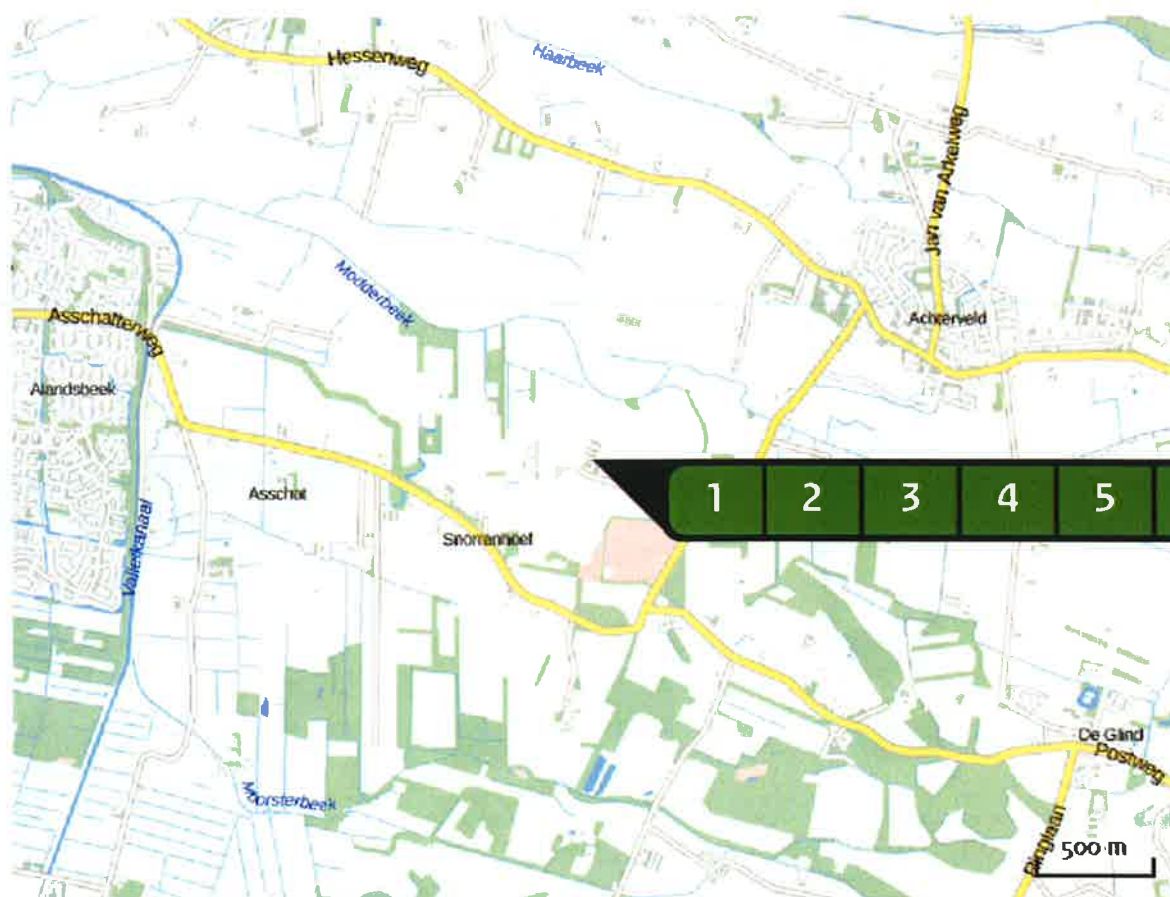 Hessenweg
Haarbeek
Jan van Arkelweg
Modderbeek
Asschatterweg
Achterveld
Alandsbeek
Asschat
1 2 3 4 5
Valleikanaal
Snorrenhoef
De Glind
Postweg
Moorsterbeek
Ringlaan
500 m